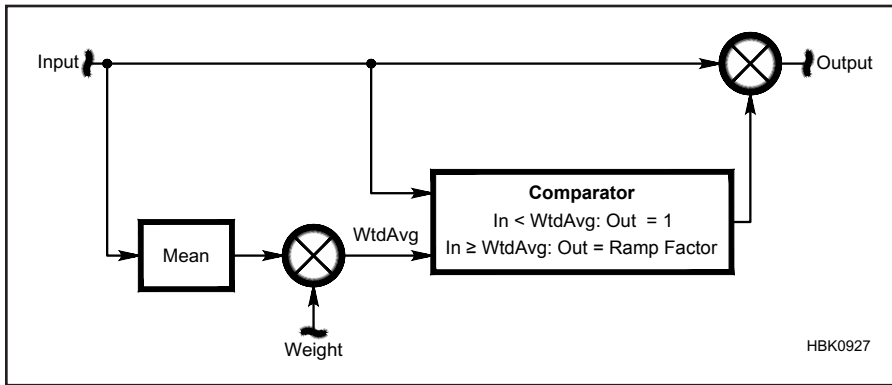 Input
Output
Comparator
In < WtdAvg: Out = 1
In ≥ WtdAvg: Out = Ramp Factor
WtdAvg
Mean
Weight
HBK0927